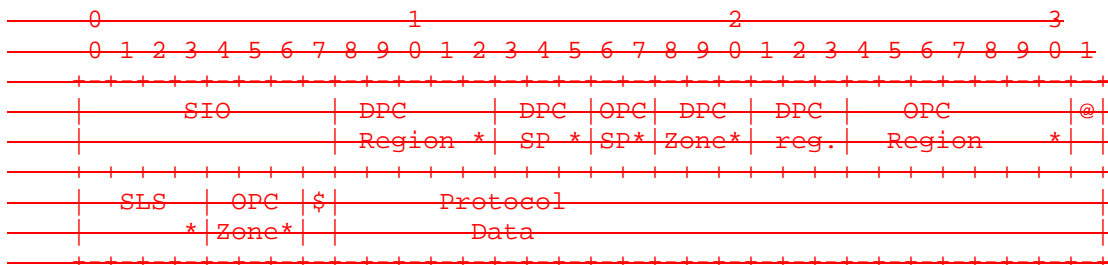 0                   1                   2                   3
0 1 2 3 4 5 6 7 8 9 0 1 2 3 4 5 6 7 8 9 0 1 2 3 4 5 6 7 8 9 0 1
+-+-+-+-+-+-+-+-+-+-+-+-+-+-+-+-+-+-+-+-+-+-+-+-+-+-+-+-+-+-+-+-+
|      SIO      | DPC     | DPC |OPC| DPC | DPC |   OPC       |@|
|               | Region *| SP *|SP*|Zone*| reg.|  Region    *| |
+-+-+-+-+-+-+-+-+-+-+-+-+-+-+-+-+-+-+-+-+-+-+-+-+-+-+-+-+-+-+-+-+
|  SLS  | OPC |$|      Protocol                                 |
|      *|Zone*| |        Data                                   |
+-+-+-+-+-+-+-+-+-+-+-+-+-+-+-+-+-+-+-+-+-+-+-+-+-+-+-+-+-+-+-+-+